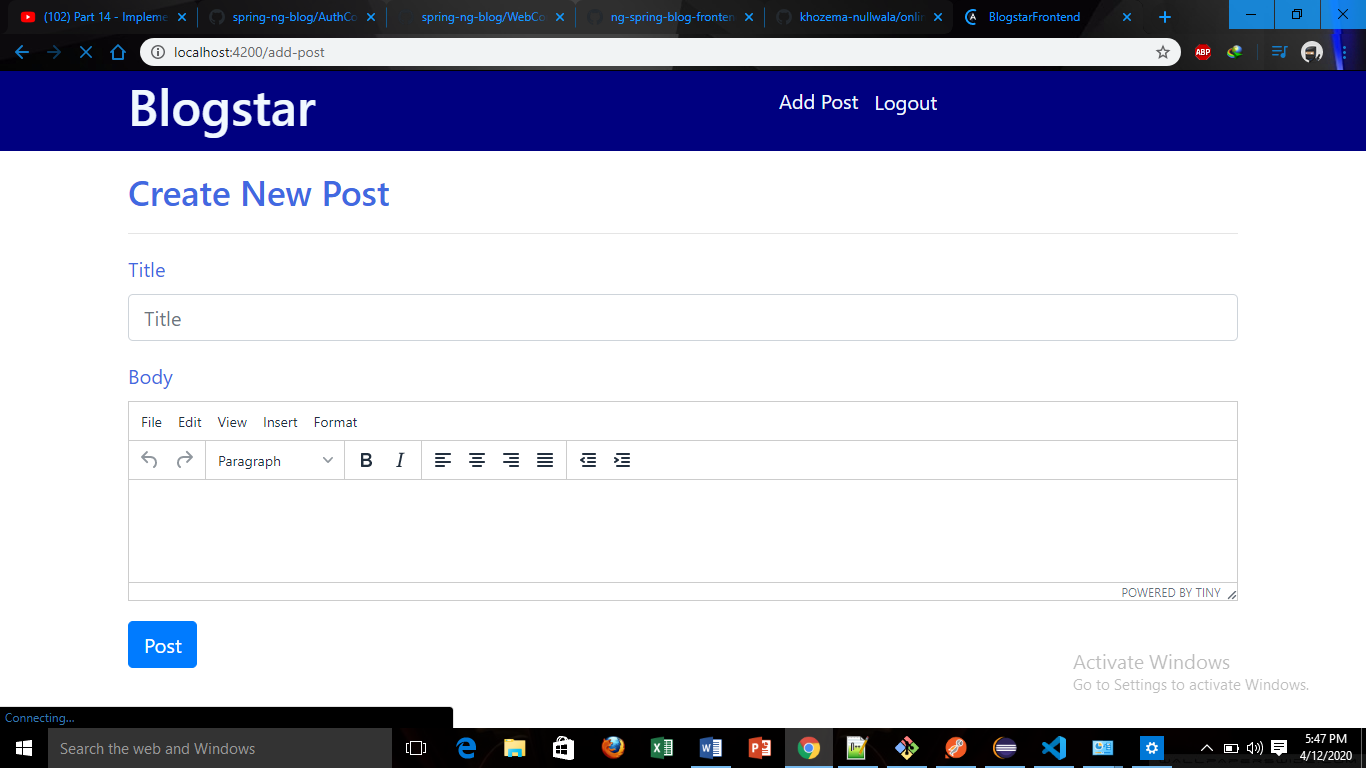 (102) Part 14 - Impleme
spring-ng-blog/AuthCo
spring-ng-blog/WebCo
ng-spring-blog-fronten
khozema-nullwala/onlin
BlogstarFrontend
localhost:4200/add-post
ABP
Blogstar
Add Post
Logout
Create New Post
Title
Title
Body
File Edit View Insert Format
Paragraph B I
POWERED BY TINY
Post
Activate Windows
Go to Settings to activate Windows.
Connecting...
Search the web and Windows
5:47 PM
4/12/2020